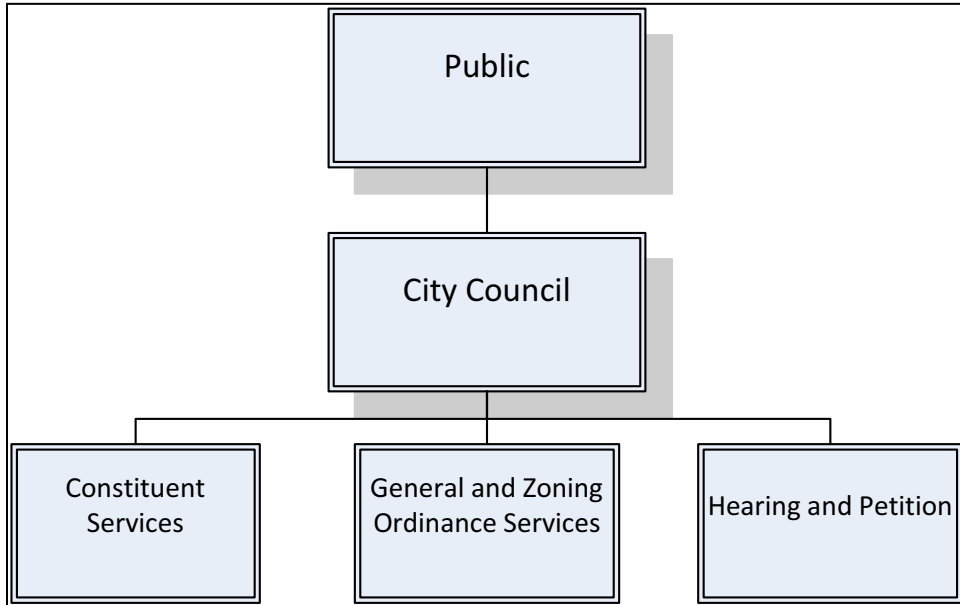 Public
City Council
Constituent
Services
General and Zoning
Ordinance Services
Hearing and Petition